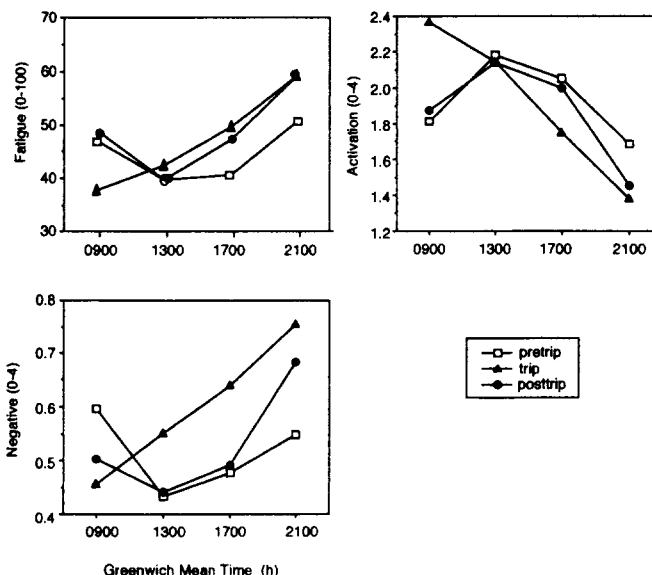 Fatigue (0-100)
70
60
50
40
30
0900 1300 1700 2100
Activation (0-4)
2.4
2.2
2.0
1.8
1.6
1.4
1.2
0900 1300 1700 2100
Negative (0-4)
0.8
0.7
0.6
0.5
0.4
0900 1300 1700 2100
Greenwich Mean Time (h)
pretrip
trip
posttrip